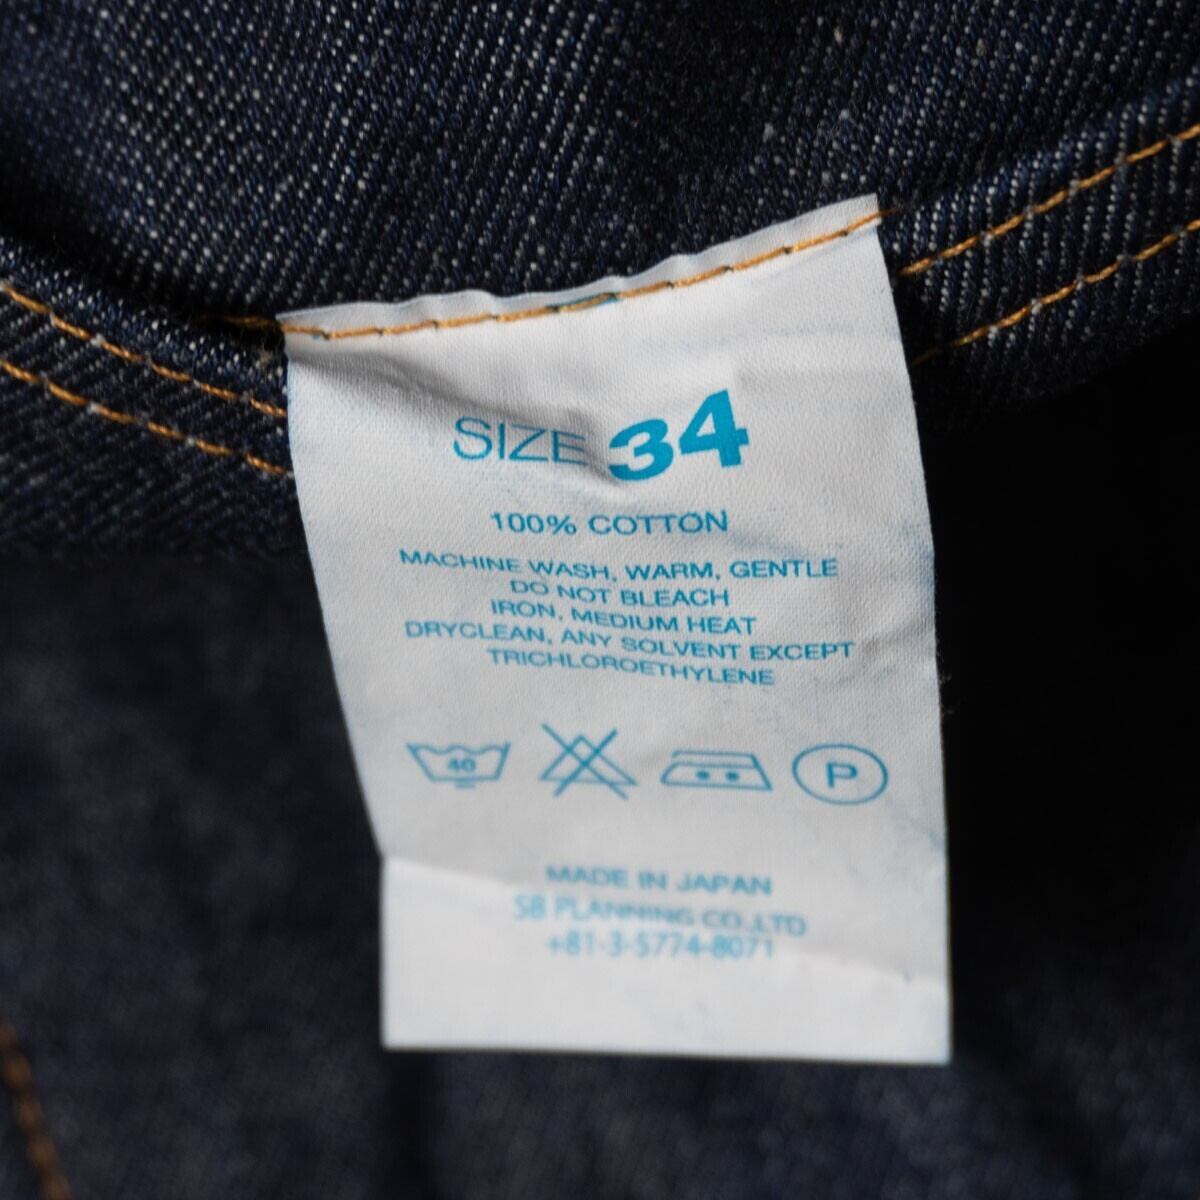 SIZE 34
100% COTTON
MACHINE WASH, WARM, GENTLE
DO NOT BLEACH
IRON, MEDIUM HEAT
DRYCLEAN, ANY SOLVENT EXCEPT
TRICHLOROETHYLENE
40 P
MADE IN JAPAN
SB PLANNING CO.,LTD
+81-3-5774-8071